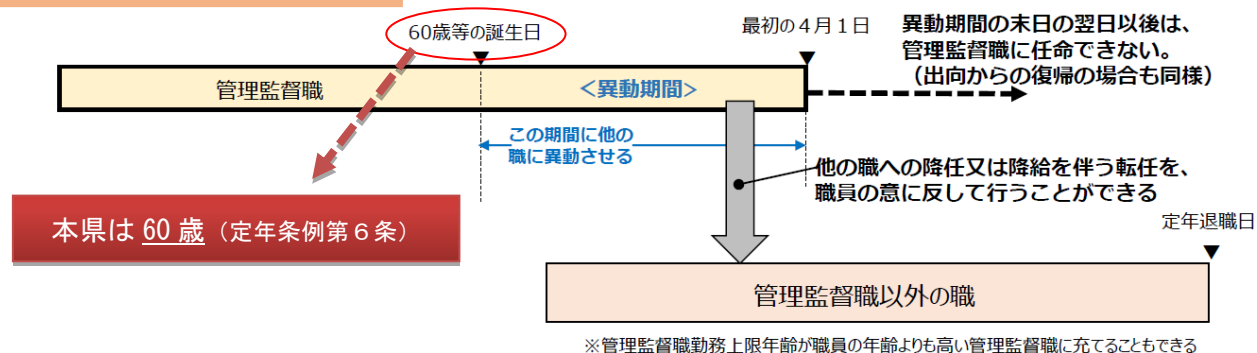 60歳等の誕生日
最初の４月１日
異動期間の末日の翌日以後は、
管理監督職に任命できない。
（出向からの復帰の場合も同様）
管理監督職
＜異動期間＞
この期間に他の
職に異動させる
他の職への降任又は降給を伴う転任を、
職員の意に反して行うことができる
本県は 60 歳（定年条例第６条）
定年退職日
管理監督職以外の職
※管理監督職勤務上限年齢が職員の年齢よりも高い管理監督職に充てることもできる